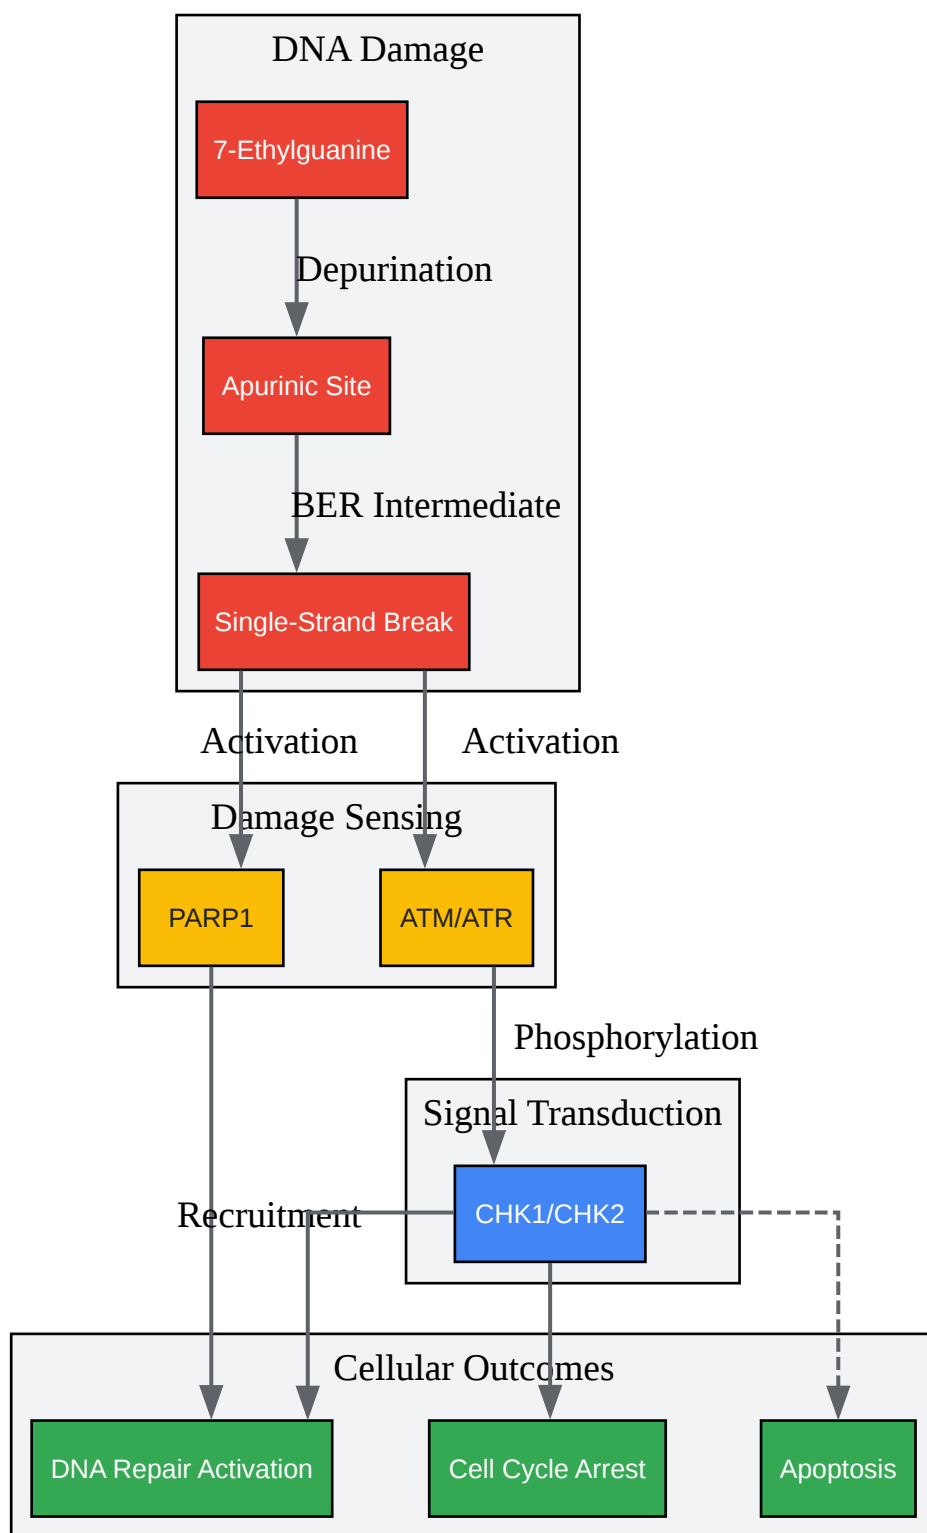 DNA Damage
7-Ethylguanine
Depurination
Apurinic Site
BER Intermediate
Single-Strand Break
Activation
Activation
Damage Sensing
PARP1
ATM/ATR
Phosphorylation
Signal Transduction
Recruitment
CHK1/CHK2
Cellular Outcomes
DNA Repair Activation
Cell Cycle Arrest
Apoptosis